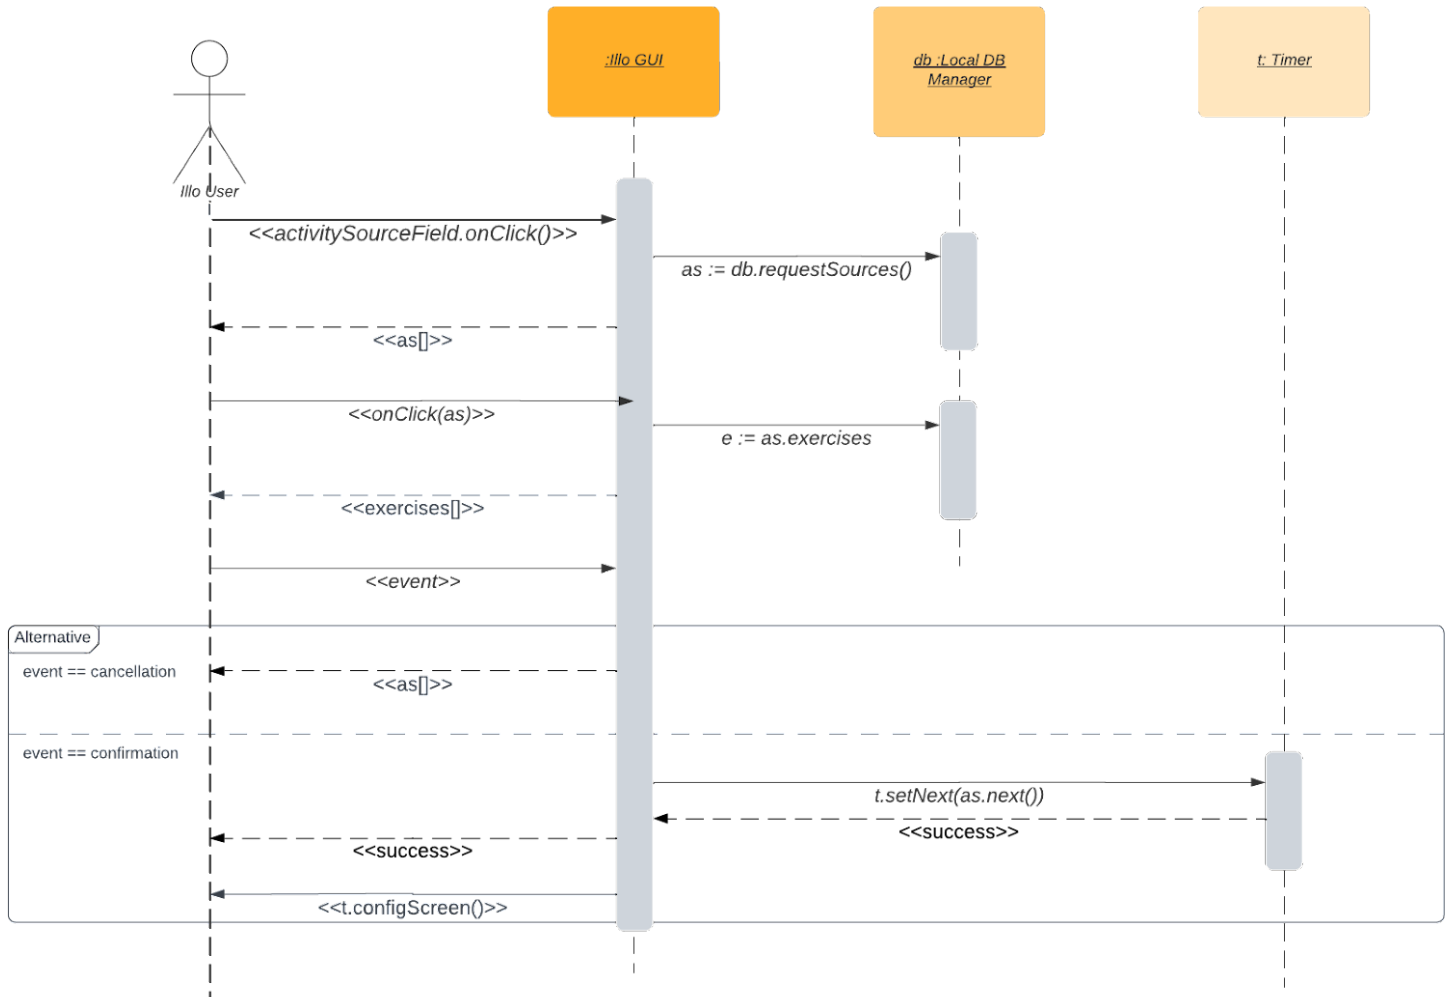 :Illo GUI
db :Local DB
Manager
t: Timer
Illo User
<<activitySourceField.onClick()>>
as := db.requestSources()
<<as[]>>
<<onClick(as)>>
e := as.exercises
<<exercises[]>>
<<event>>
Alternative
event == cancellation
<<as[]>>
event == confirmation
t.setNext(as.next())
<<success>>
<<success>>
<<t.configScreen()>>